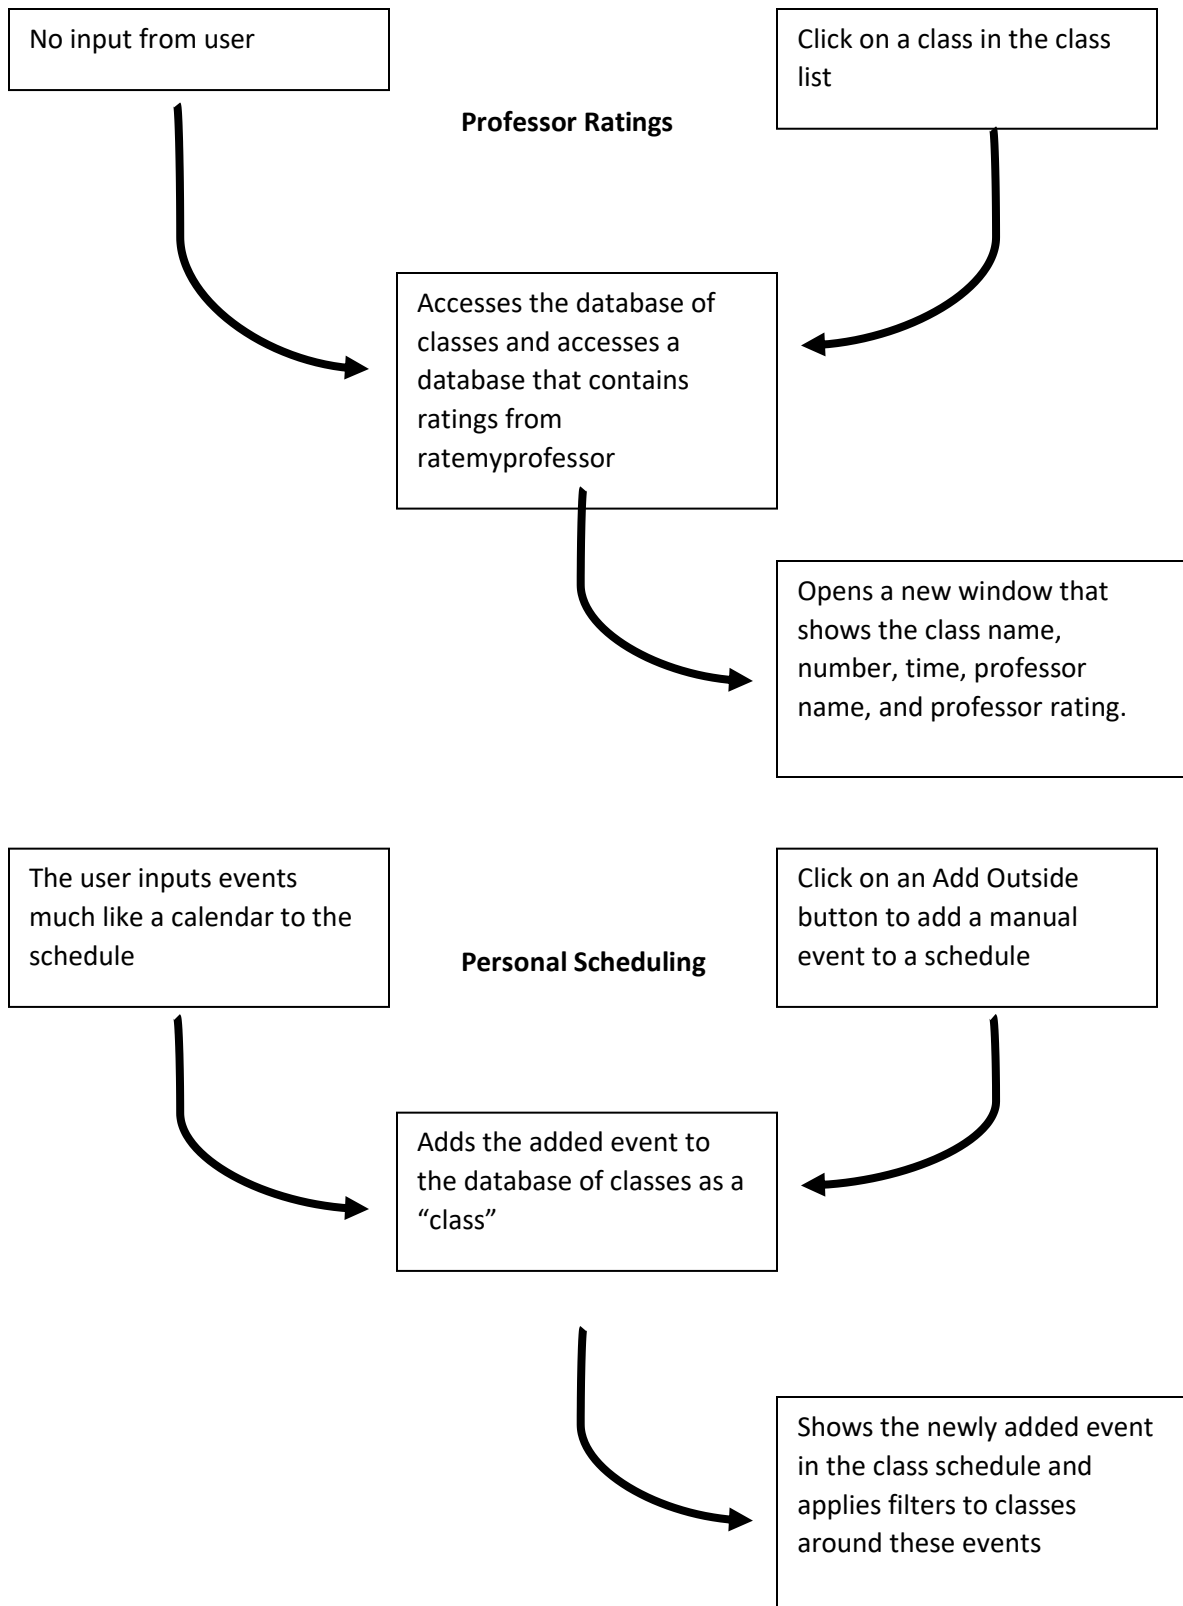 No input from user
Click on a class in the class
list
Professor Ratings
Accesses the database of
classes and accesses a
database that contains
ratings from
ratemyprofessor
Opens a new window that
shows the class name,
number, time, professor
name, and professor rating.
The user inputs events
much like a calendar to the
schedule
Click on an Add Outside
button to add a manual
event to a schedule
Personal Scheduling
Adds the added event to
the database of classes as a
“class”
Shows the newly added event
in the class schedule and
applies filters to classes
around these events